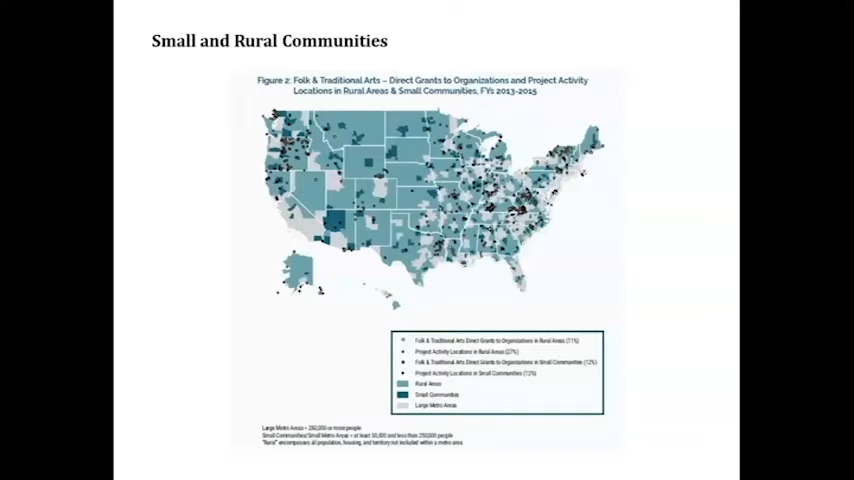 Small and Rural Communities
Figure 2: Folk & Traditional Arts – Direct Grants to Organizations and Project Activity
Locations in Rural Areas & Small Communities, FYs 2013-2015
Folk & Traditional Arts Direct Grants to Organizations in Rural Areas (11%)
Project Activity Locations in Rural Areas (27%)
Folk & Traditional Arts Direct Grants to Organizations in Small Communities (12%)
Project Activity Locations in Small Communities (12%)
Rural Areas
Small Communities
Large Metro Areas
Large Metro Areas = 250,000 or more people
Small Communities/Small Metro Areas = at least 50,000 and less than 250,000 people
"Rural" encompasses all population, housing, and territory not included within a metro area